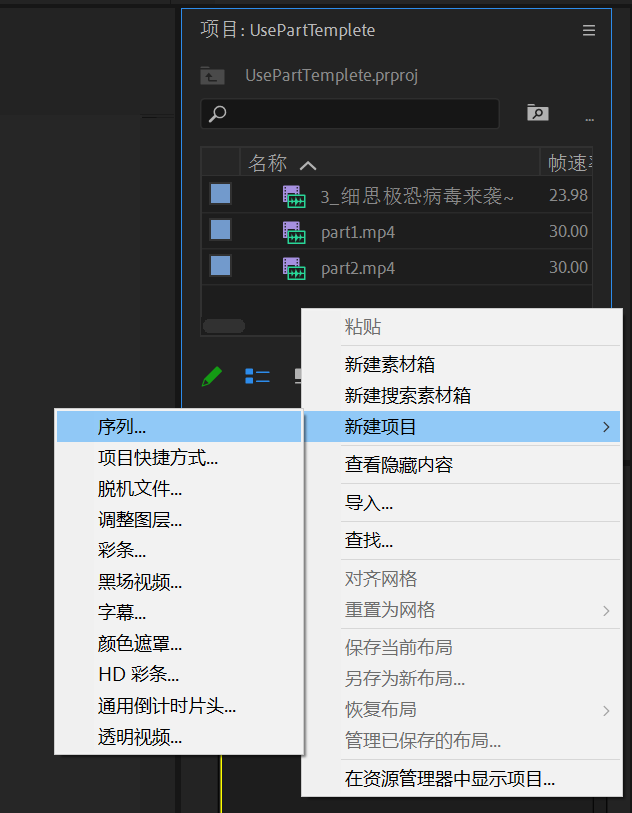 项目: UsePartTemplete
UsePartTemplete.prproj
...
名称 帧速率
3_细思极恐病毒来袭~ 23.98
part1.mp4 30.00
part2.mp4 30.00
粘贴
新建素材箱
新建搜索素材箱
新建项目
查看隐藏内容
导入...
查找...
对齐网格
重置为网格
保存当前布局
另存为新布局...
恢复布局
管理已保存的布局...
在资源管理器中显示项目...
序列...
项目快捷方式...
脱机文件...
调整图层...
彩条...
黑场视频...
字幕...
颜色遮罩...
HD 彩条...
通用倒计时片头...
透明视频...